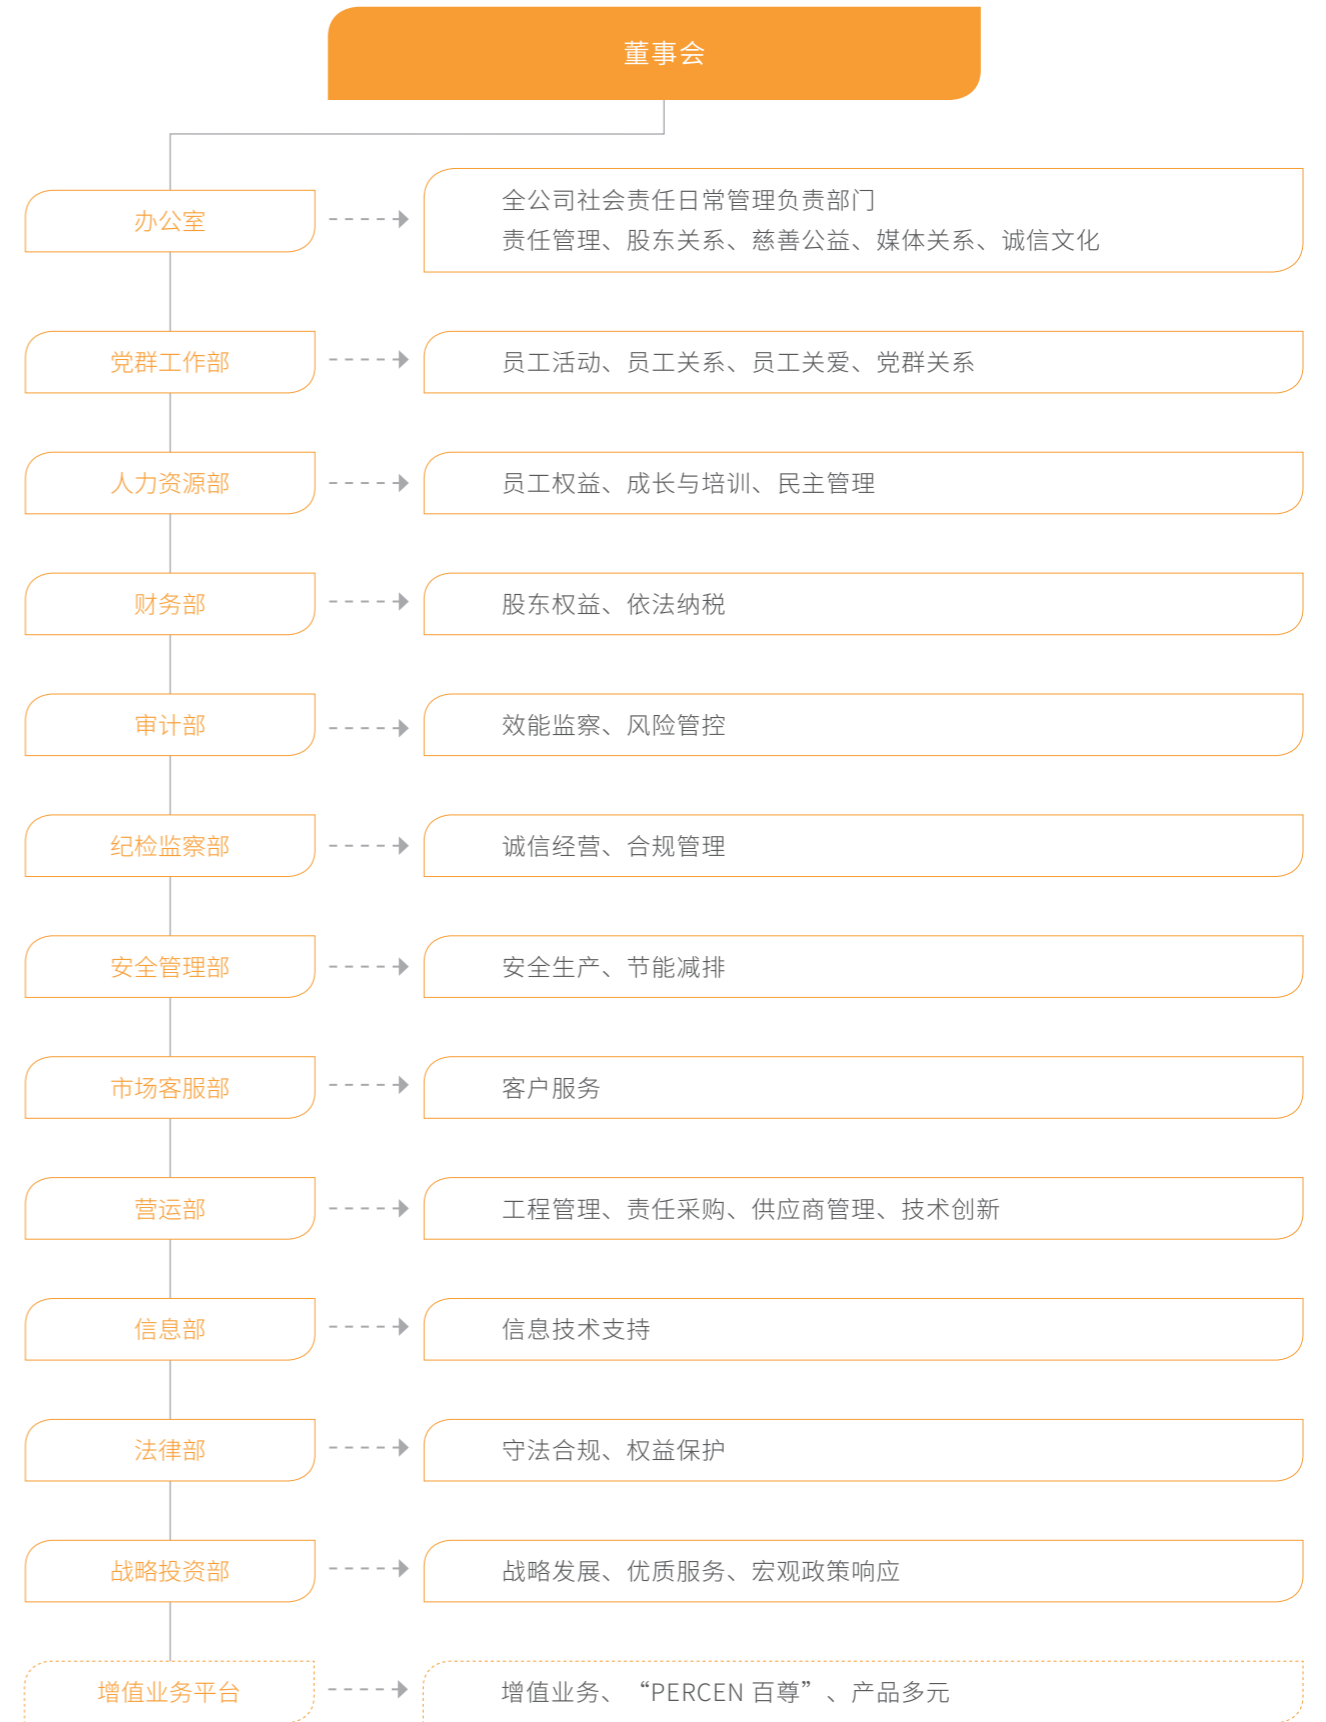 董事会
办公室
全公司社会责任日常管理负责部门
责任管理、股东关系、慈善公益、媒体关系、诚信文化
党群工作部
员工活动、员工关系、员工关爱、党群关系
人力资源部
员工权益、成长与培训、民主管理
财务部
股东权益、依法纳税
审计部
效能监察、风险管控
纪检监察部
诚信经营、合规管理
安全管理部
安全生产、节能减排
市场客服部
客户服务
营运部
工程管理、责任采购、供应商管理、技术创新
信息部
信息技术支持
法律部
守法合规、权益保护
战略投资部
战略发展、优质服务、宏观政策响应
增值业务平台
增值业务、“PERCEN 百尊”、产品多元